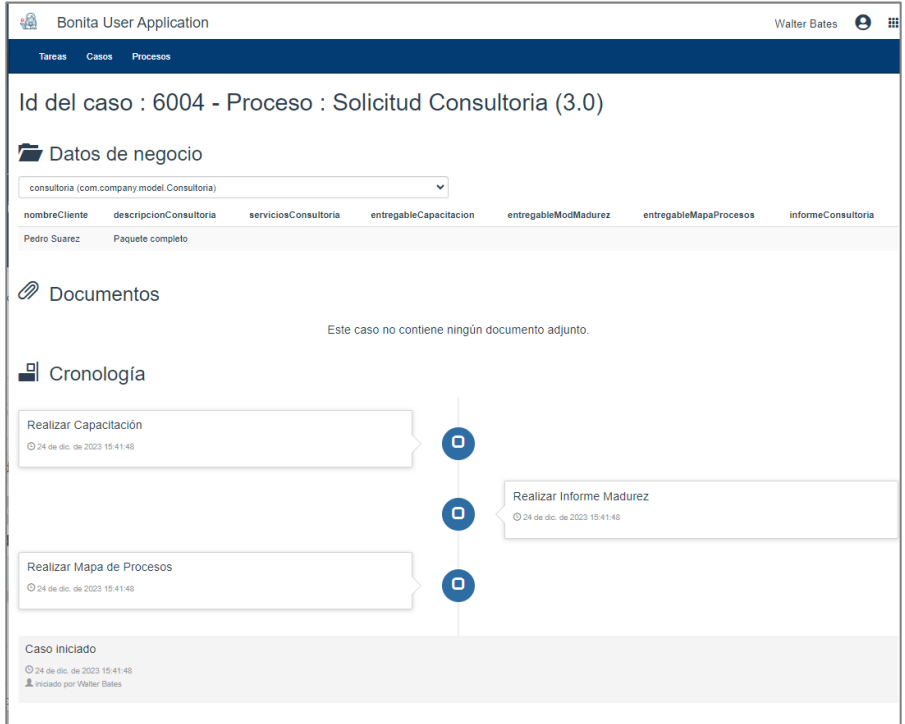 Bonita User Application
Walter Bates
Tareas Casos Procesos
Id del caso : 6004 - Proceso : Solicitud Consultoria (3.0)
Datos de negocio
consultoria (com.company.model.Consultoria)
nombreCliente descripcionConsultoria serviciosConsultoria entregableCapacitacion entregableModMadurez entregableMapaProcesos informeConsultoria
Pedro Suarez Paquete completo
Documentos
Este caso no contiene ningún documento adjunto.
Cronología
Realizar Capacitación
24 de dic. de 2023 15:41:48
Realizar Informe Madurez
24 de dic. de 2023 15:41:48
Realizar Mapa de Procesos
24 de dic. de 2023 15:41:48
Caso iniciado
24 de dic. de 2023 15:41:48
iniciado por Walter Bates